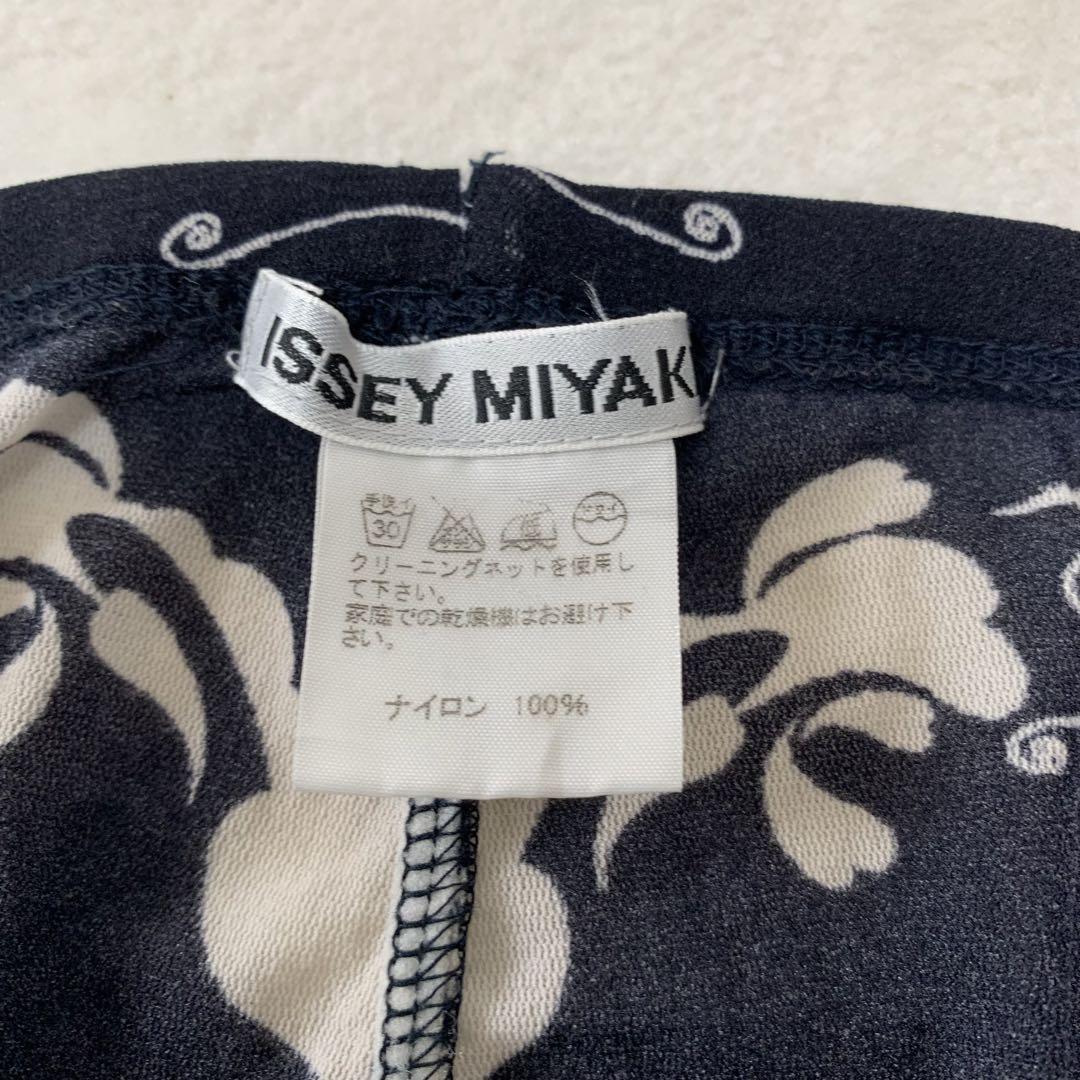 ISSEY MIYAK
手洗イ
30
低
クリーニングネットを使用し
て下さい。
家庭での乾燥機はお避け下
さい。
ナイロン 100%